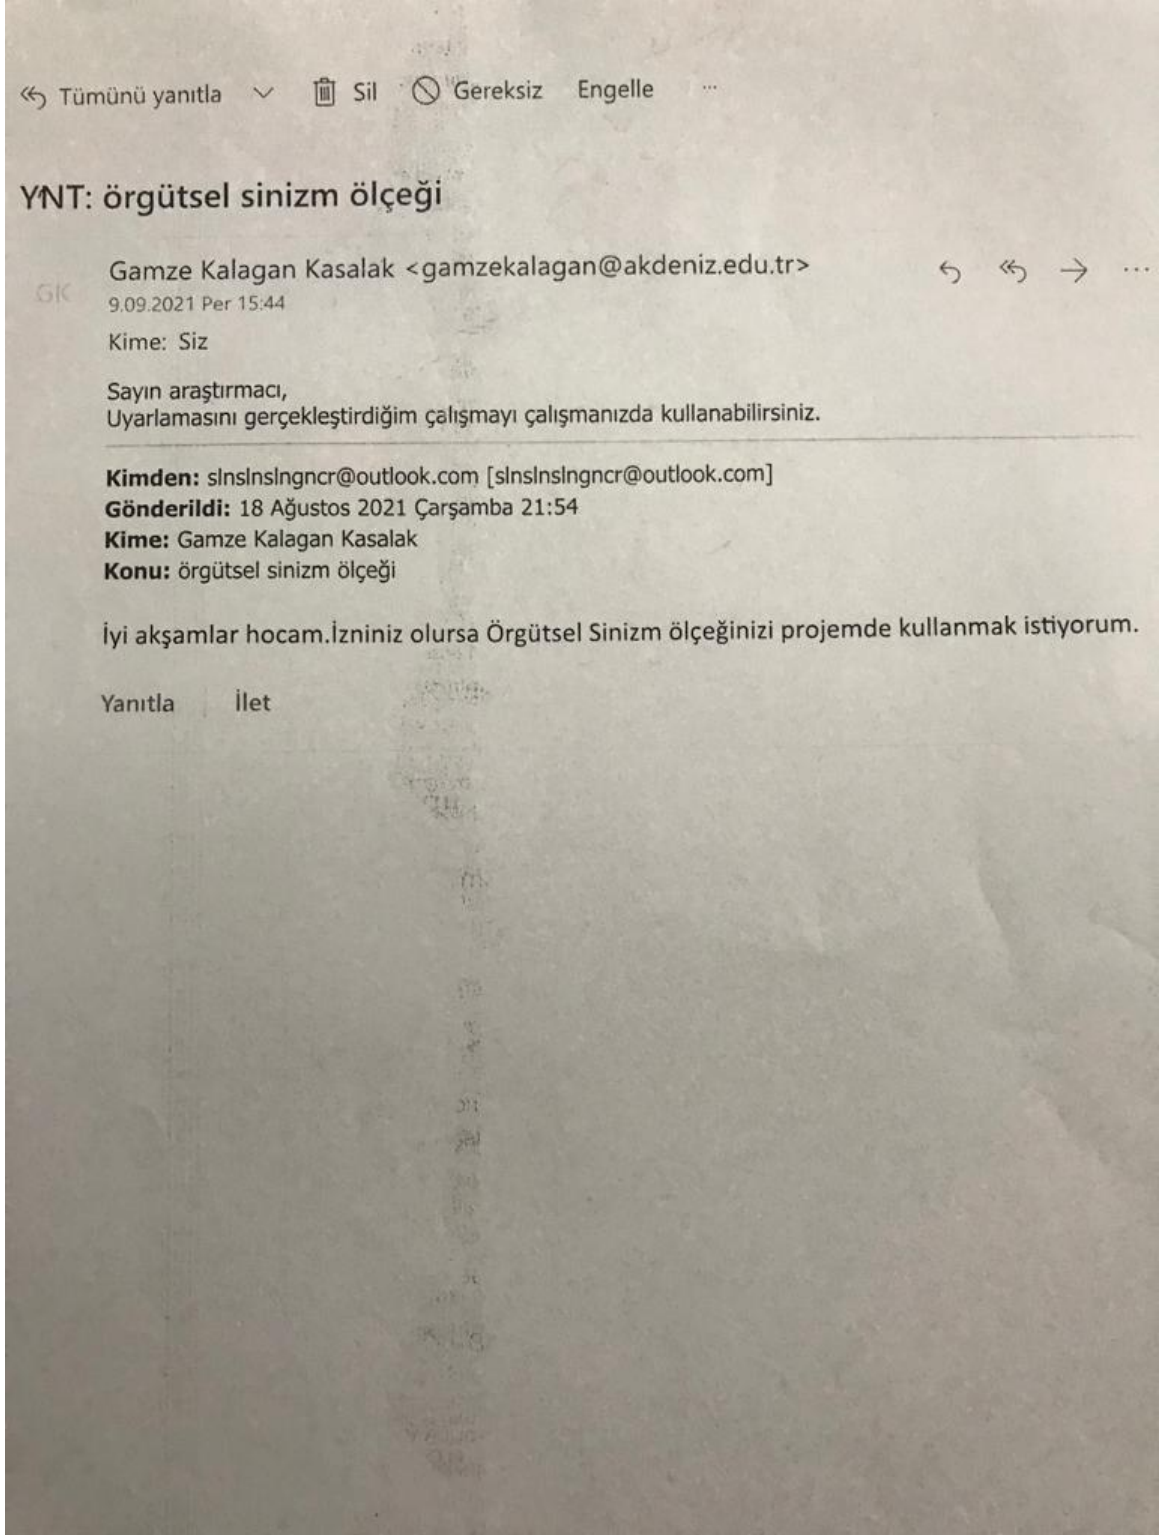 Tümünü yanıtla Sil Gereksiz Engelle ...
YNT: örgütsel sinizm ölçeği
Gamze Kalagan Kasalak <gamzekalagan@akdeniz.edu.tr> ...
GK
9.09.2021 Per 15:44
Kime: Siz
Sayın araştırmacı,
Uyarlamasını gerçekleştirdiğim çalışmayı çalışmanızda kullanabilirsiniz.
Kimden: slnslnslngncr@outlook.com [slnslnslngncr@outlook.com]
Gönderildi: 18 Ağustos 2021 Çarşamba 21:54
Kime: Gamze Kalagan Kasalak
Konu: örgütsel sinizm ölçeği
İyi akşamlar hocam.İzniniz olursa Örgütsel Sinizm ölçeğinizi projemde kullanmak istiyorum.
Yanıtla İlet